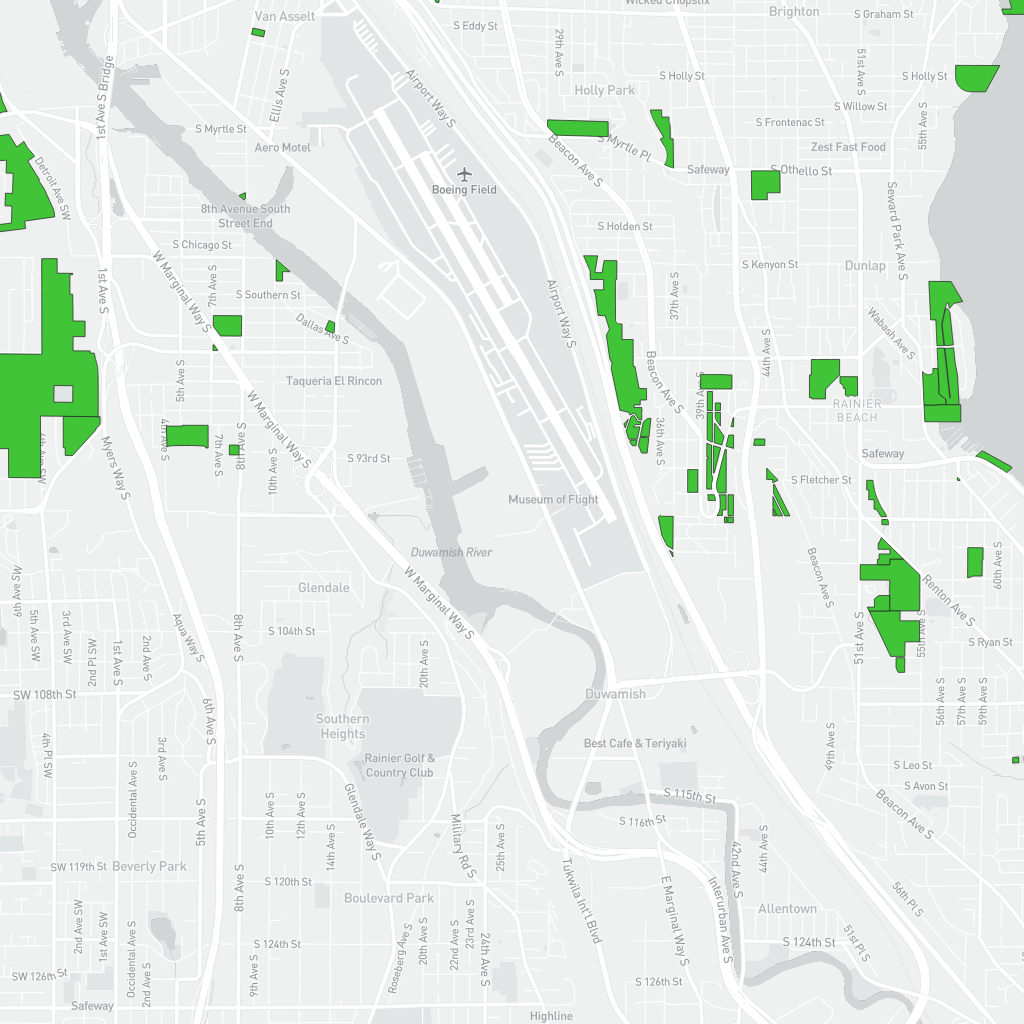 Wicked Chopstix
Van Asselt
S Eddy St
Brighton
S Graham St
29th Ave S
51st Ave S
1st Ave S Bridge
Ellis Ave S
Airport Way S
S Holly St
S Holly St
Holly Park
S Willow St
55th Ave S
S Frontenac St
S Myrtle St
Aero Motel
Beacon Ave S
S Myrtle Pl
Zest Fast Food
Detroit Ave SW
Safeway
S Othello St
Boeing Field
8th Avenue South
Street End
Seward Park Ave S
S Holden St
S Chicago St
W Marginal Way S
S Kenyon St
Dunlap
1st Ave S
7th Ave S
S Southern St
37th Ave S
Airport Way S
Dallas Ave S
Wabash Ave S
44th Ave S
5th Ave S
Taqueria El Rincon
Beacon Ave S
39th Ave S
RAINIER
BEACH
W Marginal Way S
4th Ave SW
4th Ave S
7th Ave S
8th Ave S
36th Ave S
Myers Way S
10th Ave S
S 93rd St
Safeway
S Fletcher St
Museum of Flight
Duwamish River
6th Ave SW
Glendale
W Marginal Way S
Beacon Ave S
60th Ave S
Renton Ave S
5th Ave SW
3rd Ave SW
2nd Pl SW
1st Ave S
2nd Ave S
Aqua Way S
8th Ave S
S 104th St
20th Ave S
51st Ave S
55th Ave S
S Ryan St
SW 108th St
Duwamish
56th Ave S
57th Ave S
59th Ave S
6th Ave S
Southern
Heights
4th Pl SW
3rd Ave S
Best Cafe & Teriyaki
49th Ave S
Rainier Golf &
Country Club
S Leo St
S Avon St
Occidental Ave S
5th Ave S
10th Ave S
12th Ave S
14th Ave S
Glendale Way S
S 115th St
Beacon Ave S
S 116th St
Military Rd S
25th Ave S
44th Ave S
42nd Ave S
SW 119th St
Beverly Park
8th Ave S
S 120th St
Boulevard Park
Tukwila Int'l Blvd
E Marginal Way S
Interurban Ave S
56th Pl S
Allentown
2nd Ave SW
1st Ave SW
Occidental Ave S
S 124th St
Roseberg Ave S
20th Ave S
22nd Ave S
23rd Ave S
24th Ave S
S 124th St
51st Pl S
SW 126th St
2nd Ave S
9th Ave S
S 126th St
Safeway
Highline